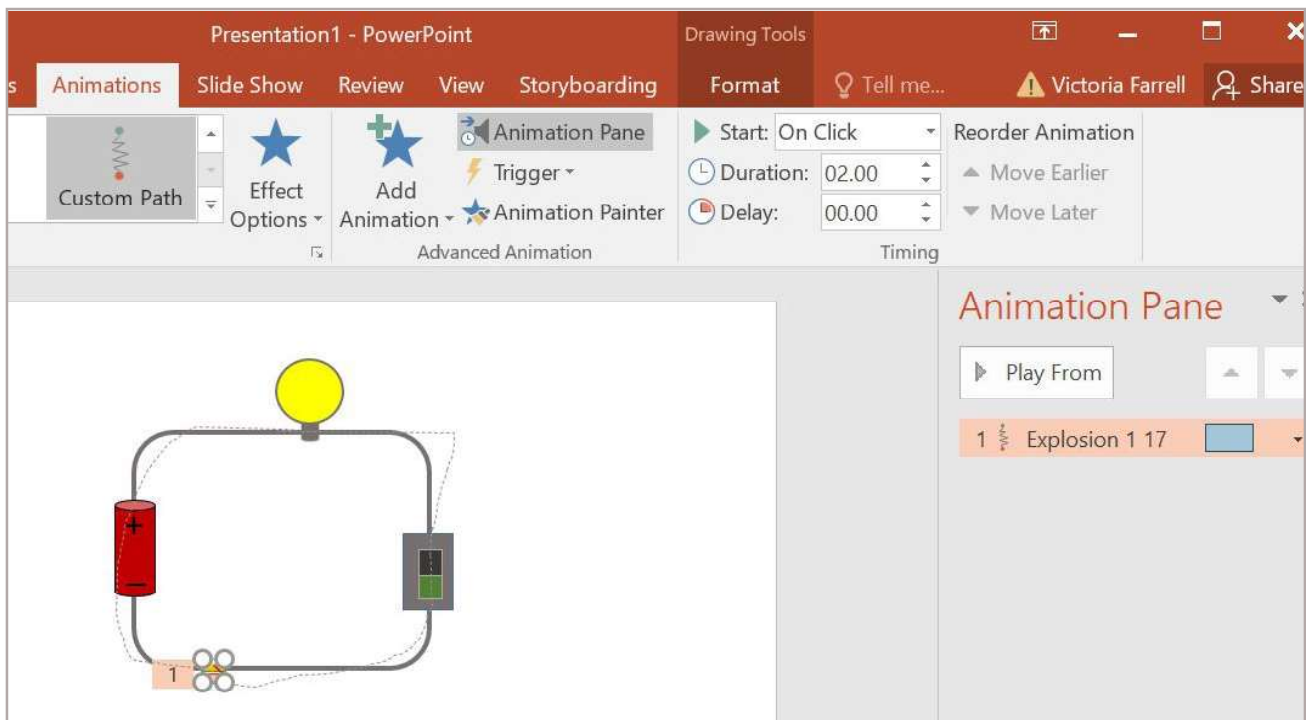 Presentation1 - PowerPoint Drawing Tools
s Animations Slide Show Review View Storyboarding Format Tell me... Victoria Farrell Share
Custom Path
Effect Options
Add Animation
Animation Pane
Trigger
Animation Painter
Advanced Animation
Start: On Click
Duration: 02.00
Delay: 00.00
Reorder Animation
Move Earlier
Move Later
Timing
Animation Pane
Play From
1 Explosion 1 17
+
–
1